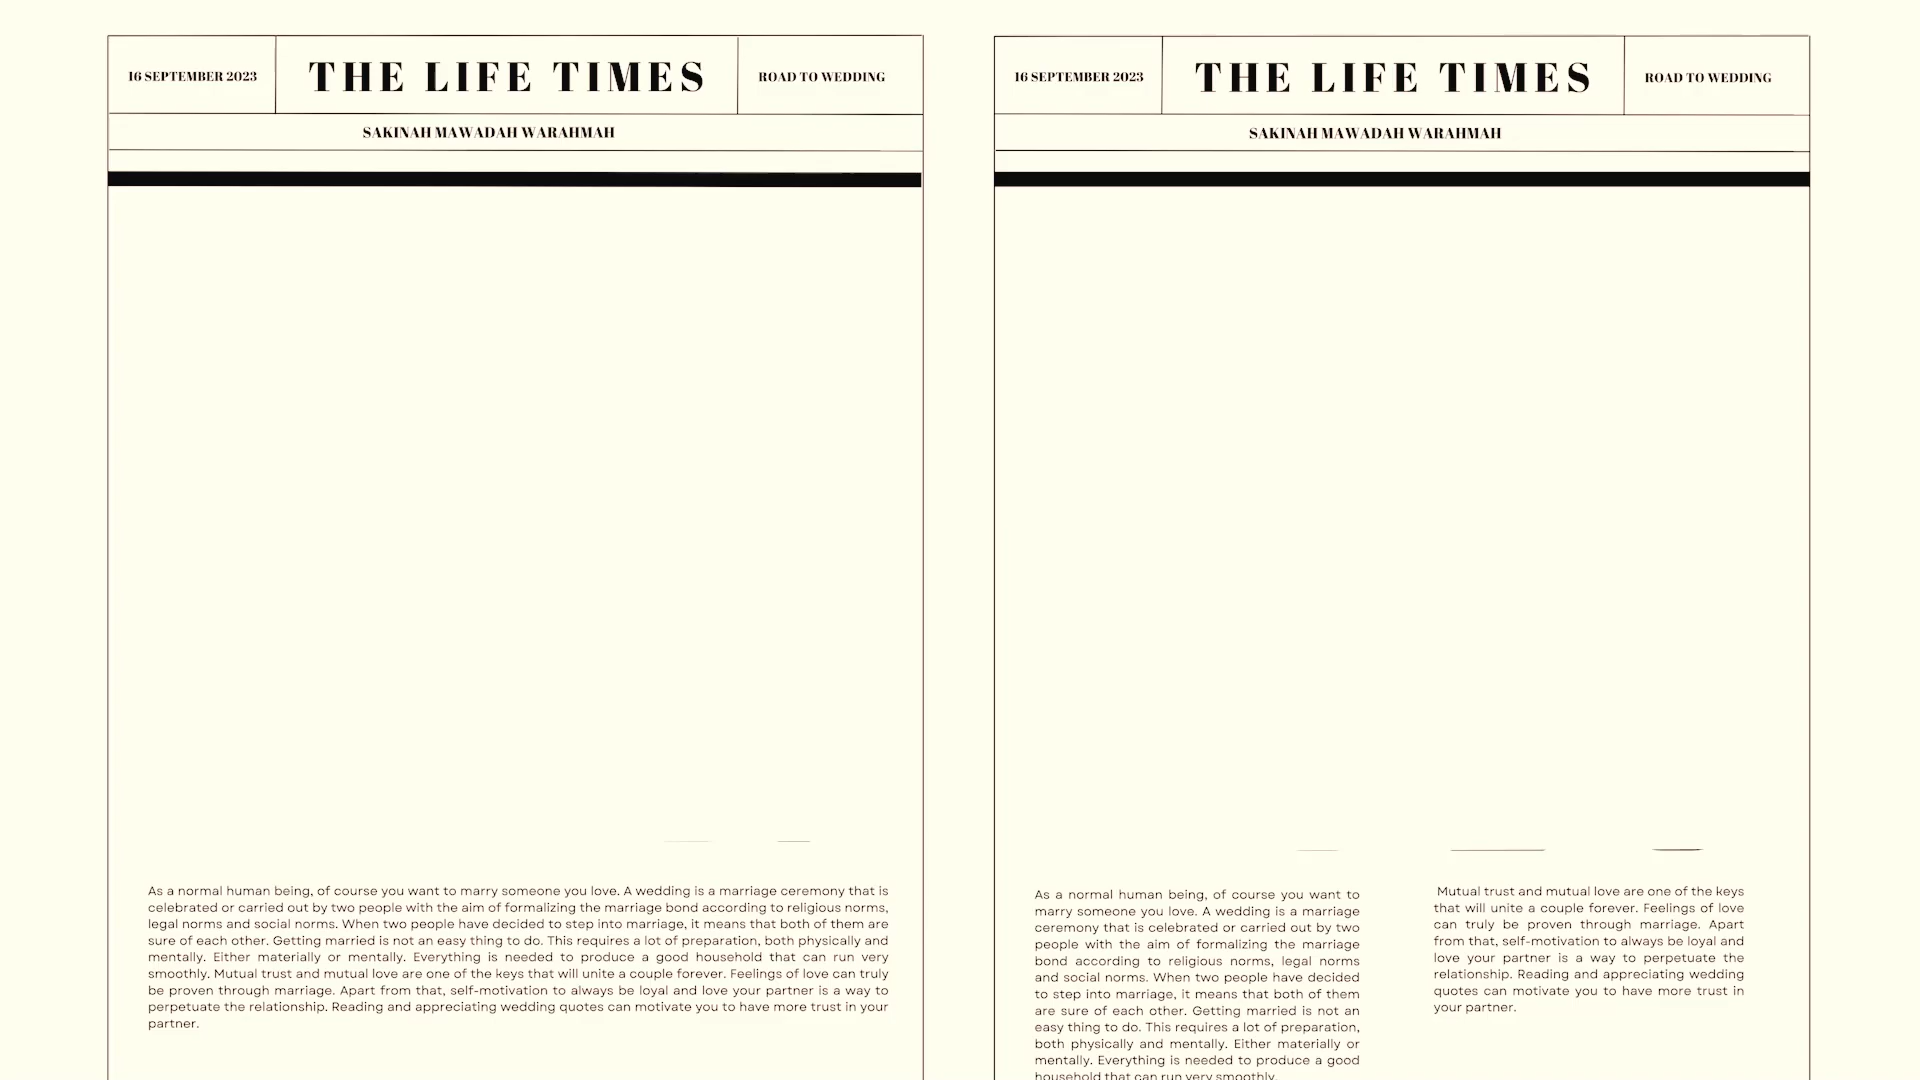 16 SEPTEMBER 2023
THE LIFE TIMES
ROAD TO WEDDING
SAKINAH MAWADAH WARAHMAH
As a normal human being, of course you want to marry someone you love. A wedding is a marriage ceremony that is
celebrated or carried out by two people with the aim of formalizing the marriage bond according to religious norms,
legal norms and social norms. When two people have decided to step into marriage, it means that both of them are
sure of each other. Getting married is not an easy thing to do. This requires a lot of preparation, both physically and
mentally. Either materially or mentally. Everything is needed to produce a good household that can run very
smoothly. Mutual trust and mutual love are one of the keys that will unite a couple forever. Feelings of love can truly
be proven through marriage. Apart from that, self-motivation to always be loyal and love your partner is a way to
perpetuate the relationship. Reading and appreciating wedding quotes can motivate you to have more trust in your
partner.
16 SEPTEMBER 2023
THE LIFE TIMES
ROAD TO WEDDING
SAKINAH MAWADAH WARAHMAH
As a normal human being, of course you want to
marry someone you love. A wedding is a marriage
ceremony that is celebrated or carried out by two
people with the aim of formalizing the marriage
bond according to religious norms, legal norms
and social norms. When two people have decided
to step into marriage, it means that both of them
are sure of each other. Getting married is not an
easy thing to do. This requires a lot of preparation,
both physically and mentally. Either materially or
mentally. Everything is needed to produce a good
household that can run very smoothly.
Mutual trust and mutual love are one of the keys
that will unite a couple forever. Feelings of love
can truly be proven through marriage. Apart
from that, self-motivation to always be loyal and
love your partner is a way to perpetuate the
relationship. Reading and appreciating wedding
quotes can motivate you to have more trust in
your partner.